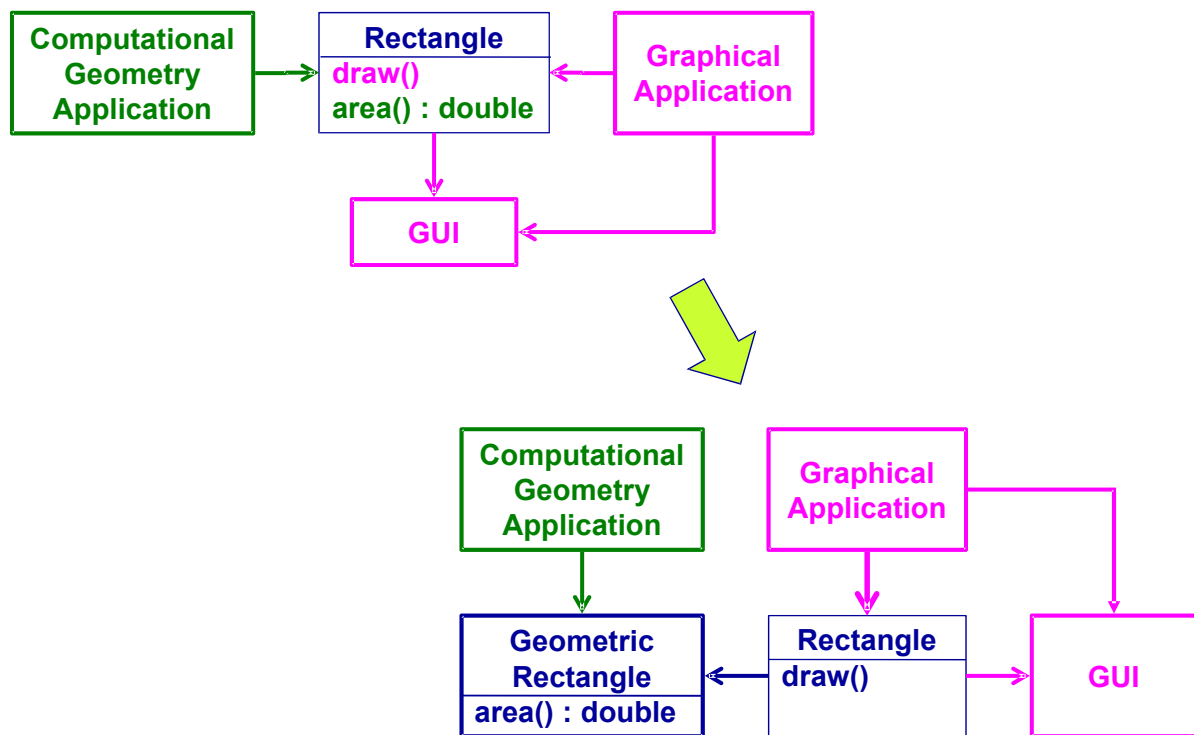 Computational
Geometry
Application
Rectangle
draw()
area() : double
Graphical
Application
GUI
Computational
Geometry
Application
Graphical
Application
Geometric
Rectangle
area() : double
Rectangle
draw()
GUI